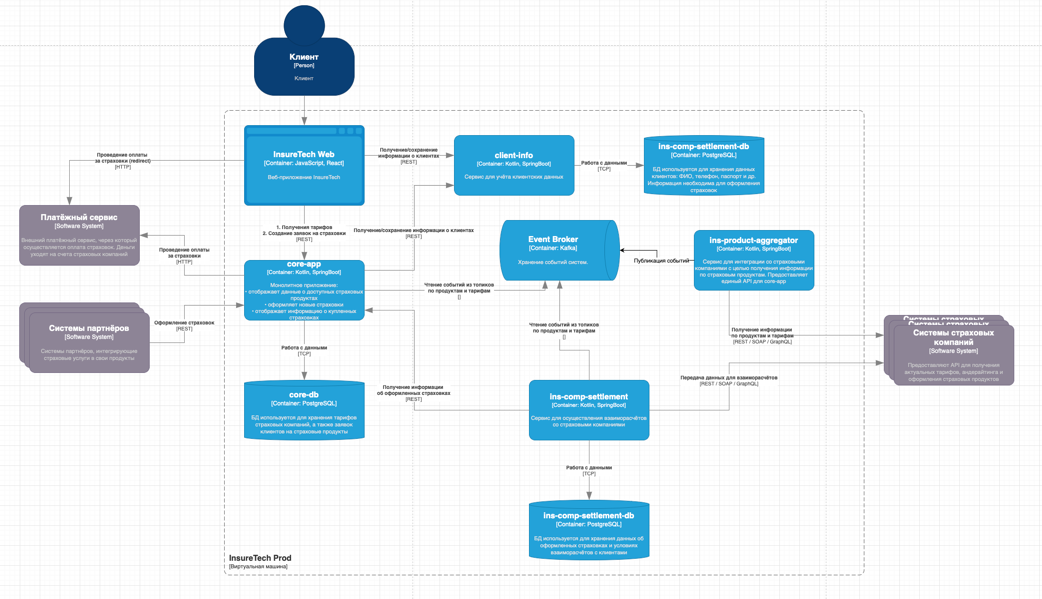 Клиент
[Person]
Клиент
InsureTech Web
[Container: JavaScript, React]
Веб-приложение InsureTech
Получение/сохранение
информации о клиентах
[REST]
client-info
[Container: Kotlin, SpringBoot]
Сервис для учёта клиентских данных
Работа с данными
[TCP]
ins-comp-settlement-db
[Container: PostgreSQL]
БД используется для хранения данных
клиентов: ФИО, телефон, паспорт и др.
Информация необходима для оформления
страховок
Проведение оплаты
за страховки (redirect)
[HTTP]
Платёжный сервис
[Software System]
Внешний платёжный сервис, через который
осуществляется оплата страховок. Деньги
уходят на счета страховых компаний
Проведение оплаты
за страховки
[HTTP]
1. Получения тарифов
2. Создание заявок на страховки
[REST]
Получение/сохранение информации о клиентах
[REST]
core-app
[Container: Kotlin, SpringBoot]
Монолитное приложение:
- отображает данные о доступных страховых
продуктах
- оформляет новые страховки
- отображает информацию о купленных
страховках
Event Broker
[Container: Kafka]
Хранение событий систем.
Публикация событий
ins-product-aggregator
[Container: Kotlin, SpringBoot]
Сервис для интеграции со страховыми
компаниями с целью получения информации
по страховым продуктам. Предоставляет
единый API для core-app
Чтение событий из топиков
по продуктам и тарифам
[]
Системы партнёров
[Software System]
Системы партнёров, интегрирующие
страховые услуги в свои продукты
Оформление страховок
[REST]
Чтение событий из топиков
по продуктам и тарифам
[]
Получение информации
по продуктам и тарифам
[REST / SOAP / GraphQL]
Системы страховых
Системы страховых
Системы страховых
компаний
[Software System]
Предоставляют API для получения
актуальных тарифов, андерайтинга и
оформления страховых продуктов
Работа с данными
[TCP]
Получение информации
об оформленных страховках
[REST]
Передача данных для взаиморасчётов
[REST / SOAP / GraphQL]
core-db
[Container: PostgreSQL]
БД используется для хранения тарифов
страховых компаний, а также заявок
клиентов на страховые продукты
ins-comp-settlement
[Container: Kotlin, SpringBoot]
Сервис для осуществления взаиморасчётов
со страховыми компаниями
Работа с данными
[TCP]
ins-comp-settlement-db
[Container: PostgreSQL]
БД используется для хранения данных об
оформленных страховках и условиях
взаиморасчётов с клиентами
InsureTech Prod
[Виртуальная машина]